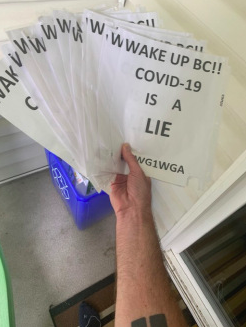 WAKE UP BC!!
COVID-19
IS A
LIE
WG1WGA